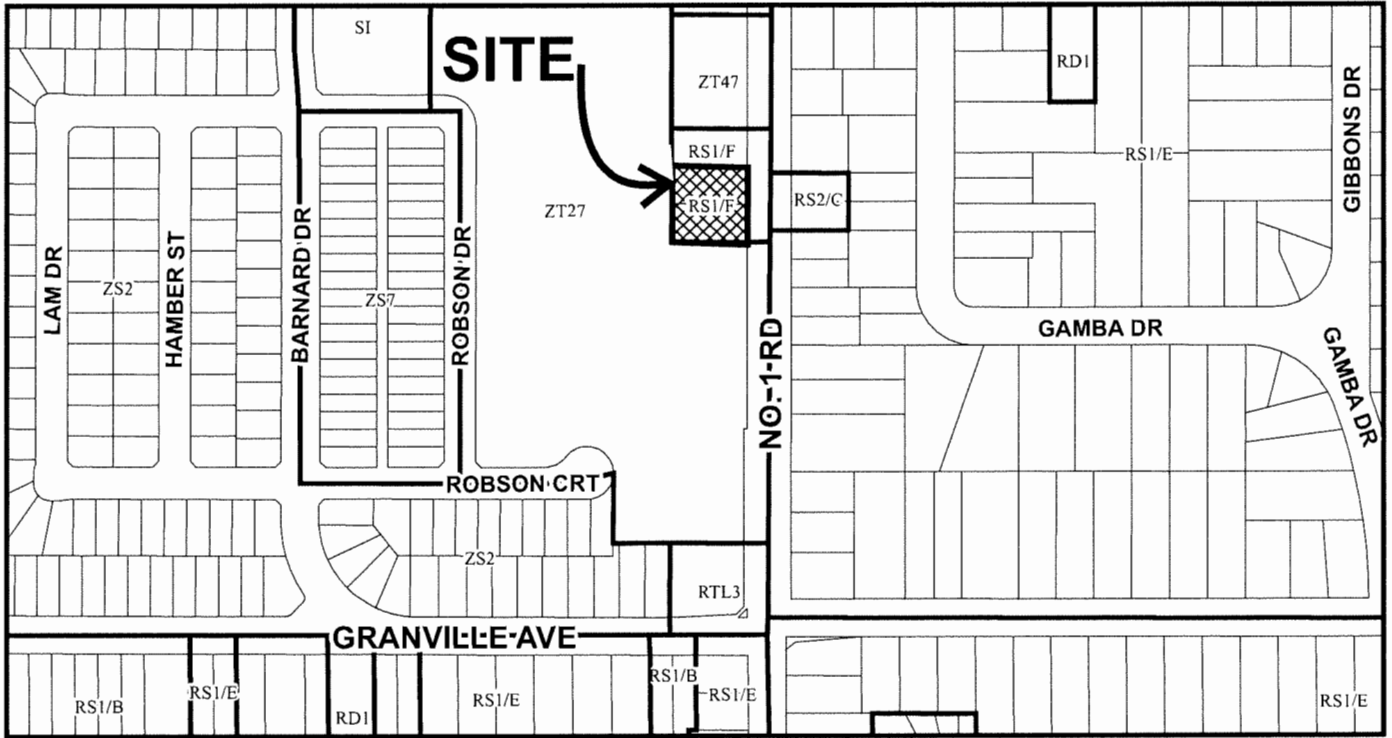 SI
SITE
ZT47
RD1
GIBBONS DR
RS1/F
RS1/E
RS1/F
RS2/C
ZT27
LAM DR
ZS2
HAMBER ST
BARNARD DR
ZS7
ROBSON DR
NO. 1 RD
GAMBA DR
GAMBA DR
ROBSON CRT
ZS2
RTL3
GRANVILLE AVE
RS1/B
RS1/E
RD1
RS1/E
RS1/B
RS1/E
RS1/E